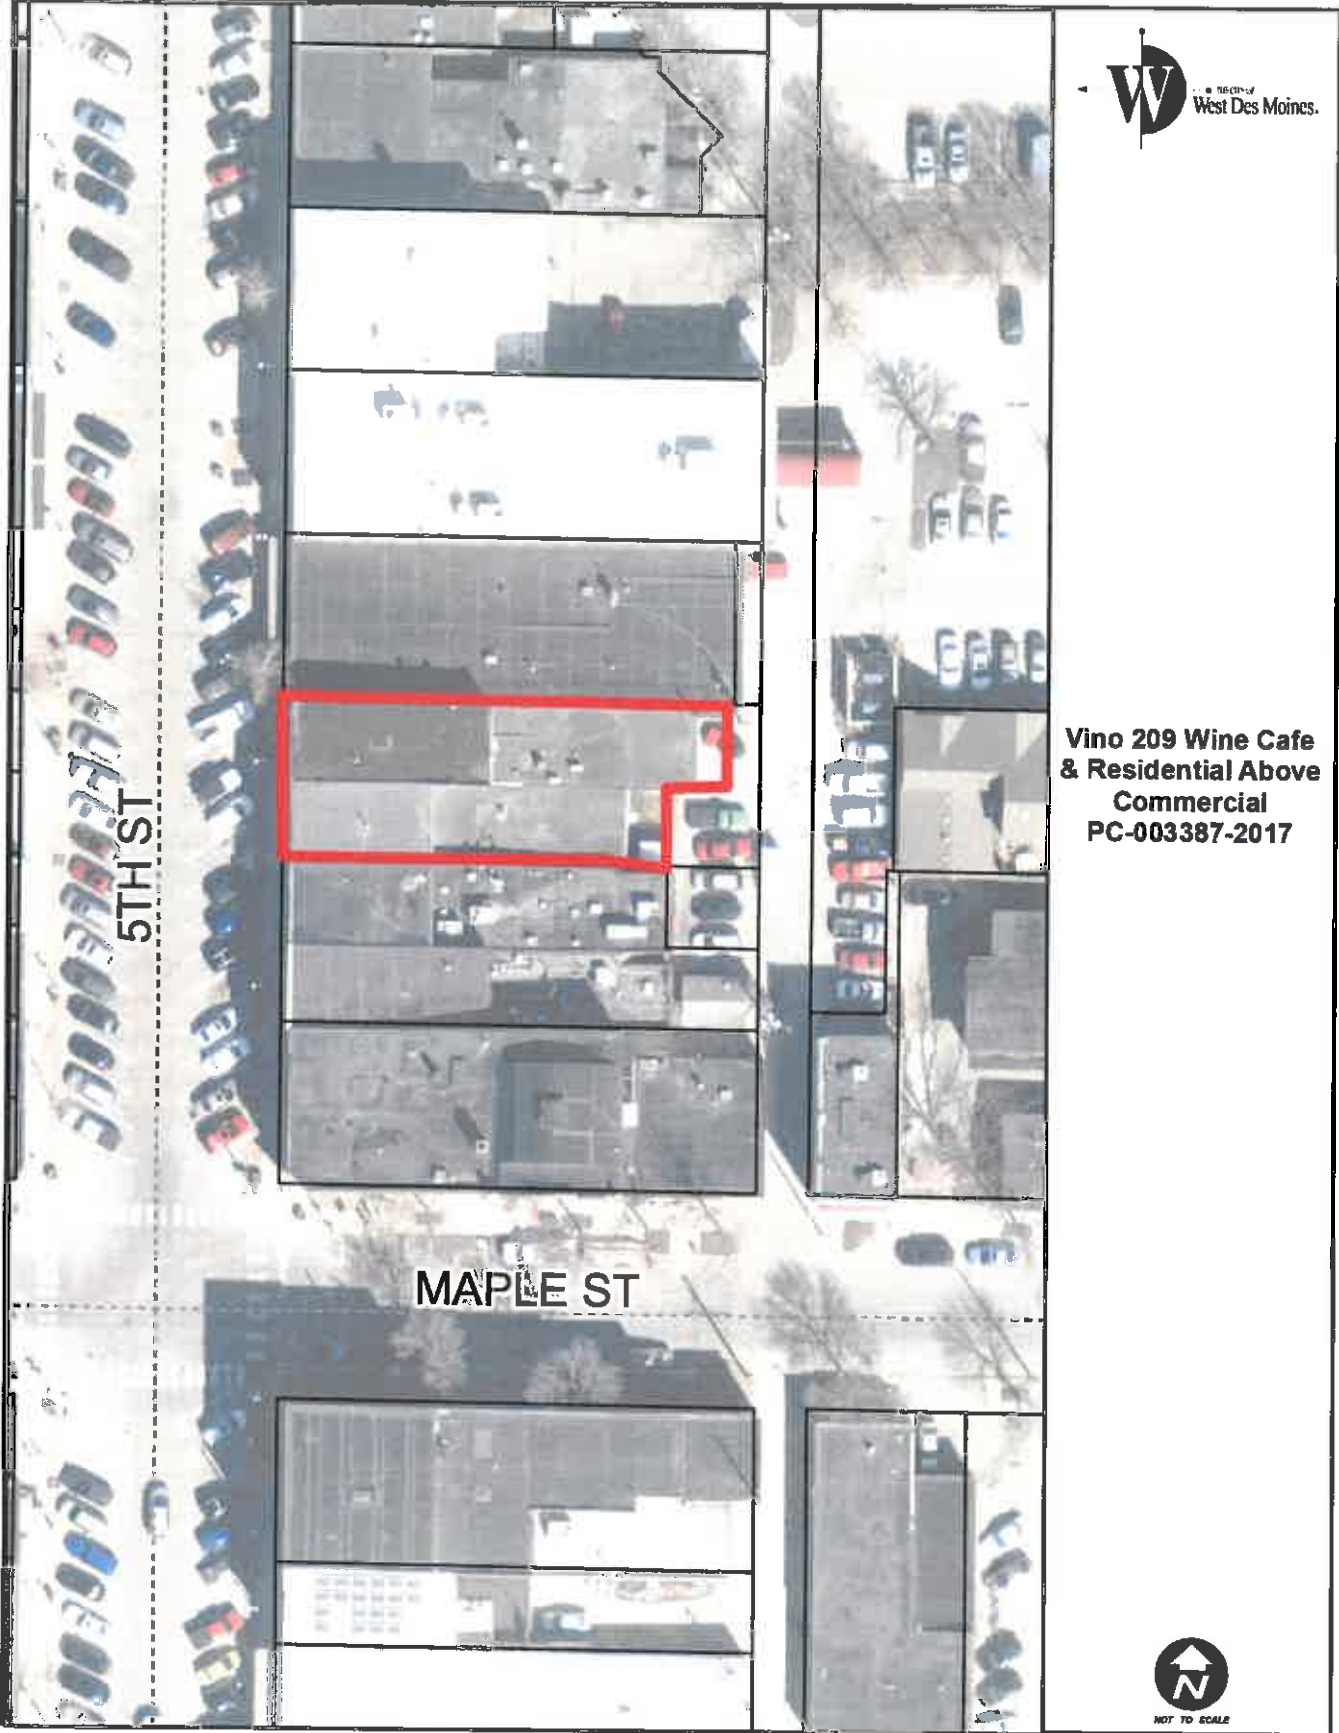 W
West Des Moines.
Vino 209 Wine Cafe
& Residential Above
Commercial
PC-003387-2017
5TH ST
MAPLE ST
N
NOT TO SCALE